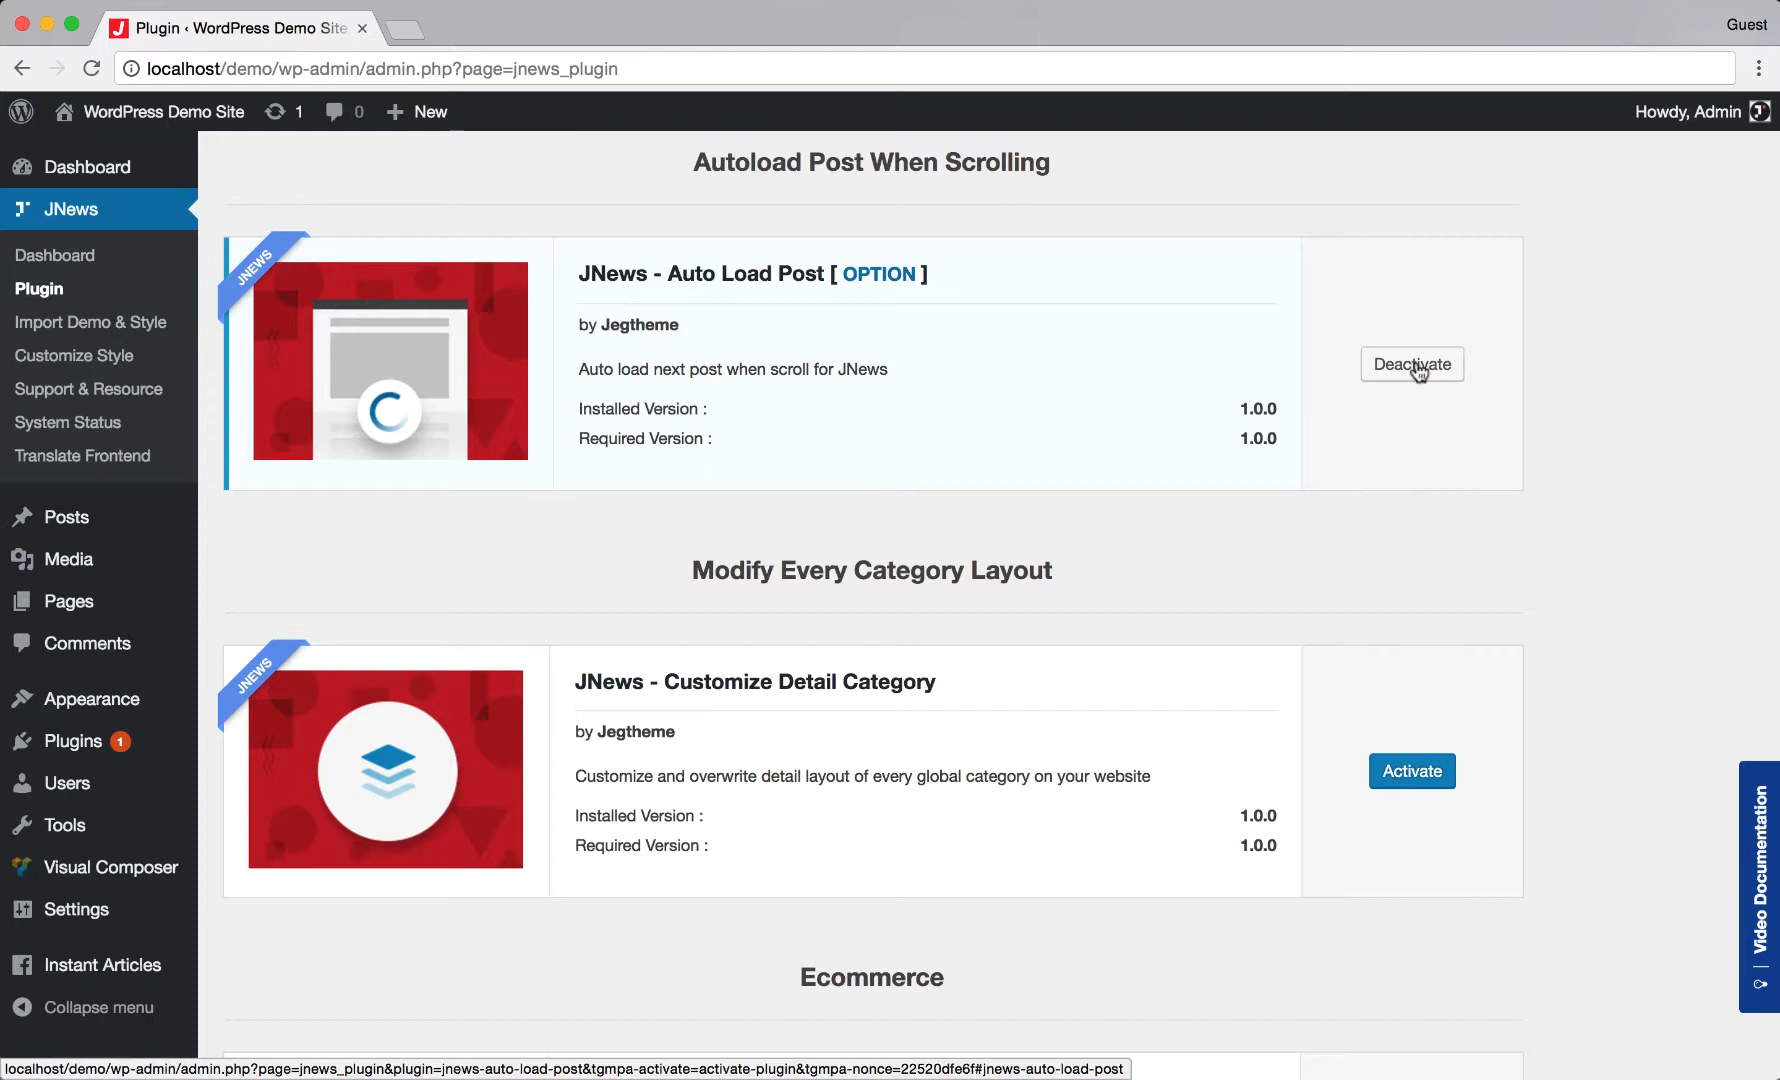 Plugin ‹ WordPress Demo Site
Guest
localhost/demo/wp-admin/admin.php?page=jnews_plugin
WordPress Demo Site
1
0
New
Howdy, Admin
Dashboard
JNews
Dashboard
Plugin
Import Demo & Style
Customize Style
Support & Resource
System Status
Translate Frontend
Posts
Media
Pages
Comments
Appearance
Plugins 1
Users
Tools
Visual Composer
Settings
Instant Articles
Collapse menu
Autoload Post When Scrolling
JNEWS
JNews - Auto Load Post [ OPTION ]
by Jegtheme
Auto load next post when scroll for JNews
Installed Version : 1.0.0
Required Version : 1.0.0
Deactivate
Modify Every Category Layout
JNEWS
JNews - Customize Detail Category
by Jegtheme
Customize and overwrite detail layout of every global category on your website
Installed Version : 1.0.0
Required Version : 1.0.0
Activate
Ecommerce
Video Documentation
localhost/demo/wp-admin/admin.php?page=jnews_plugin&plugin=jnews-auto-load-post&tgmpa-activate=activate-plugin&tgmpa-nonce=22520dfe6f#jnews-auto-load-post